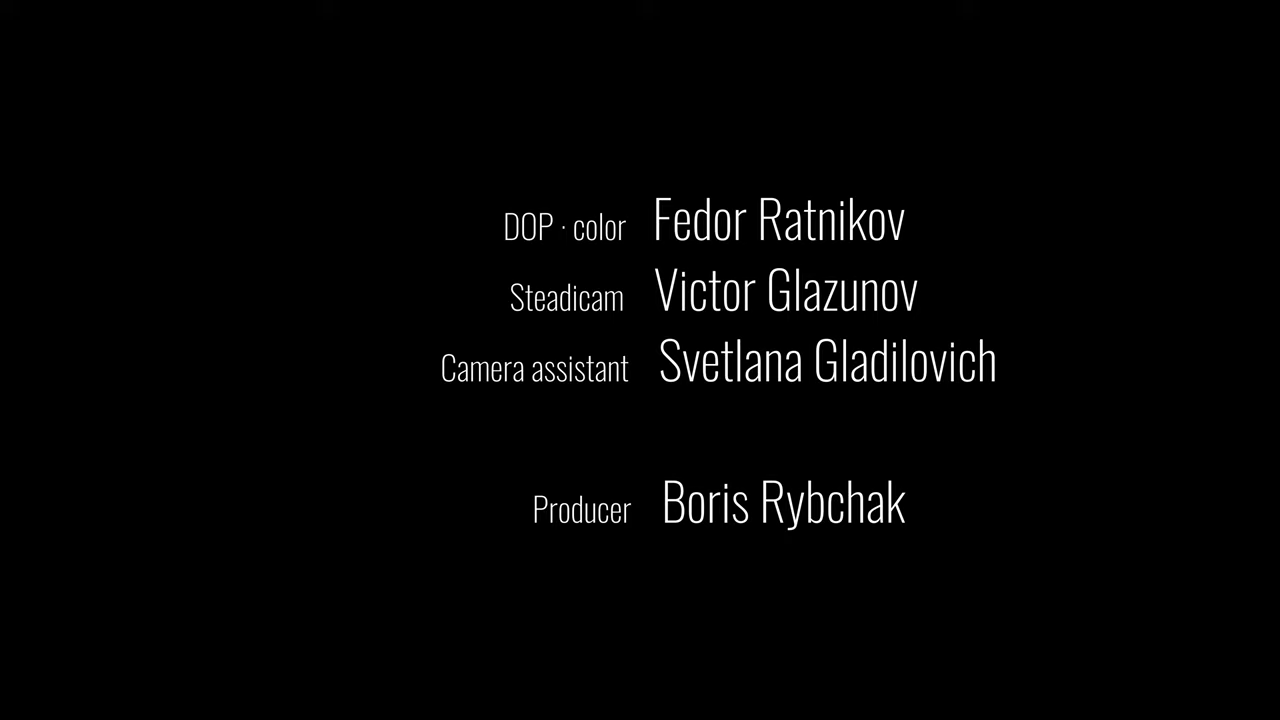 DOP · color Fedor Ratnikov
Steadicam Victor Glazunov
Camera assistant Svetlana Gladilovich
Producer Boris Rybchak